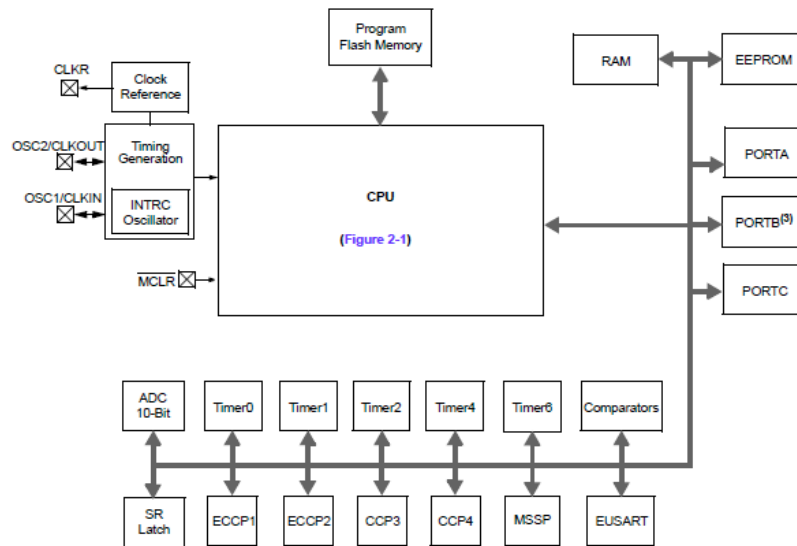 Program
Flash Memory
RAM
EEPROM
CLKR
Clock
Reference
OSC2/CLKOUT
Timing
Generation
PORTA
OSC1/CLKIN
INTRC
Oscillator
CPU
(Figure 2-1)
PORTB(3)
MCLR
PORTC
ADC
10-Bit
Timer0
Timer1
Timer2
Timer4
Timer6
Comparators
SR
Latch
ECCP1
ECCP2
CCP3
CCP4
MSSP
EUSART